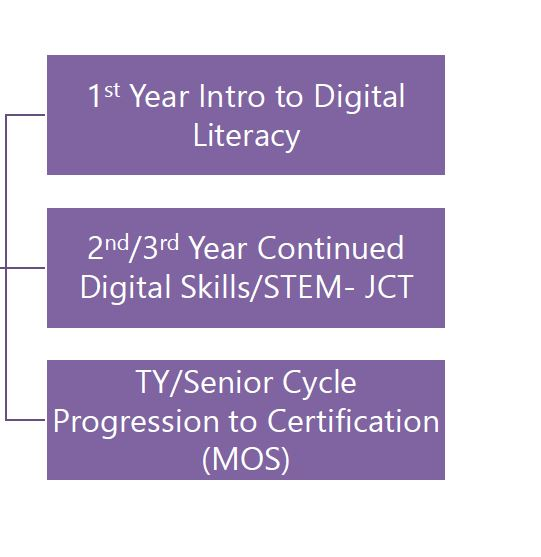 1st Year Intro to Digital
Literacy
2nd/3rd Year Continued
Digital Skills/STEM- JCT
TY/Senior Cycle
Progression to Certification
(MOS)